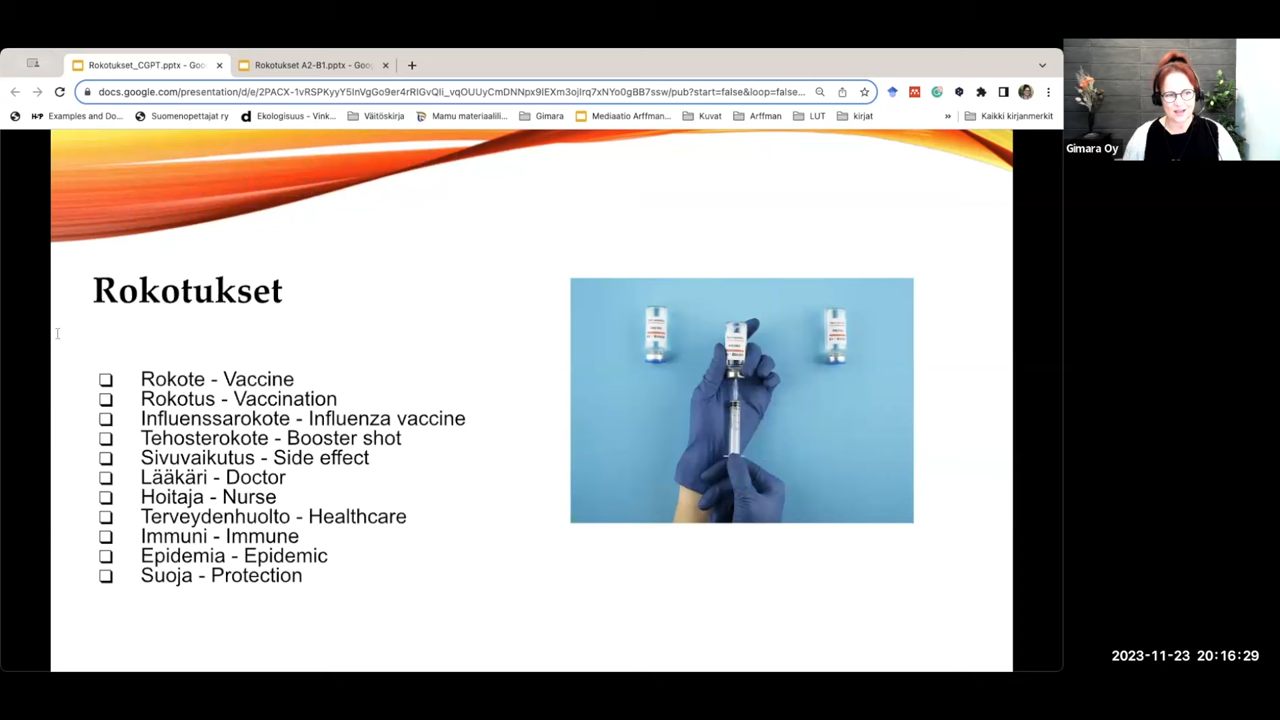 Rokotukset_CGPT.pptx - Goo
Rokotukset A2-B1.pptx - Goog
docs.google.com/presentation/d/e/2PACX-1vRSPKyyY5InVgGo9er4rRIGvQIi_vqOUUyCmDNNpx9IEXm3ojIrq7xNYo0gBB7ssw/pub?start=false&loop=false...
Examples and Do...
Suomenopettajat ry
Ekologisuus - Vink...
Väitöskirja
Mamu materiaalili...
Gimara
Mediaatio Arffman...
Kuvat
Arffman
LUT
kirjat
»
Kaikki kirjanmerkit
Gimara Oy
Rokotukset
Rokote - Vaccine
Rokotus - Vaccination
Influenssarokote - Influenza vaccine
Tehosterokote - Booster shot
Sivuvaikutus - Side effect
Lääkäri - Doctor
Hoitaja - Nurse
Terveydenhuolto - Healthcare
Immuni - Immune
Epidemia - Epidemic
Suoja - Protection
2023-11-23 20:16:29